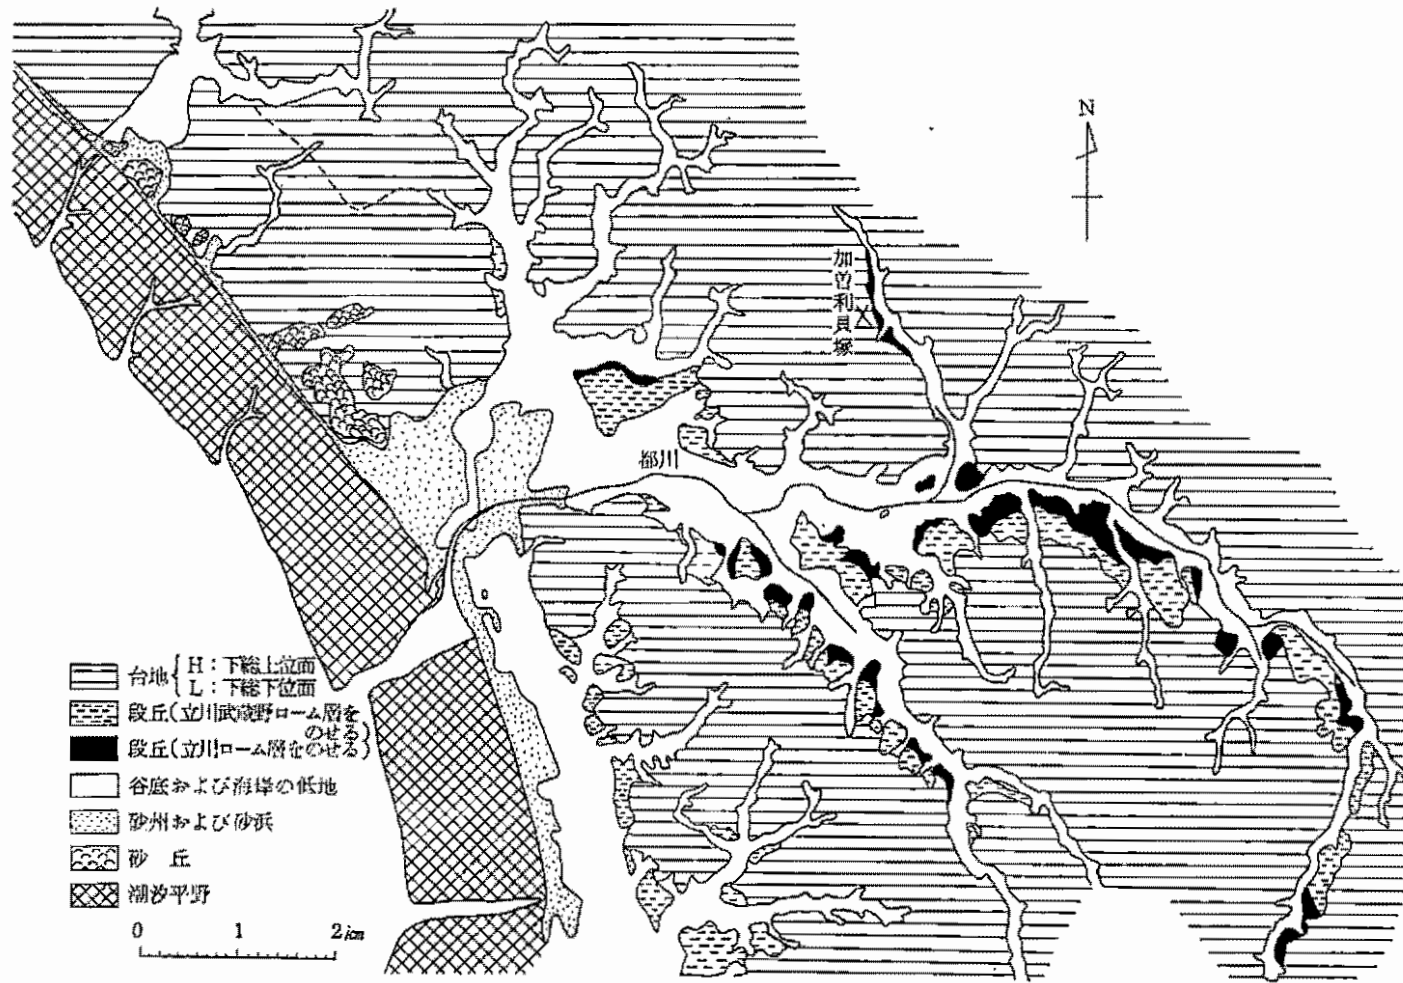 N
加曽利貝塚
都川
台地{H:下総上位面
L:下総下位面
段丘(立川武蔵野ローム層を
のせる)
段丘(立川ローム層をのせる)
谷底および海岸の低地
砂州および砂浜
砂 丘
潮汐平野
0 1 2km